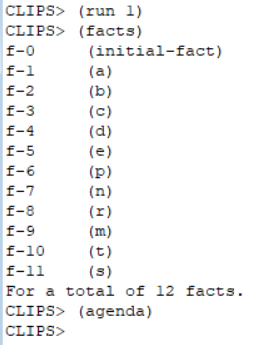 CLIPS> (run 1)
CLIPS> (facts)
f-0 (initial-fact)
f-1 (a)
f-2 (b)
f-3 (c)
f-4 (d)
f-5 (e)
f-6 (p)
f-7 (n)
f-8 (r)
f-9 (m)
f-10 (t)
f-11 (s)
For a total of 12 facts.
CLIPS> (agenda)
CLIPS>